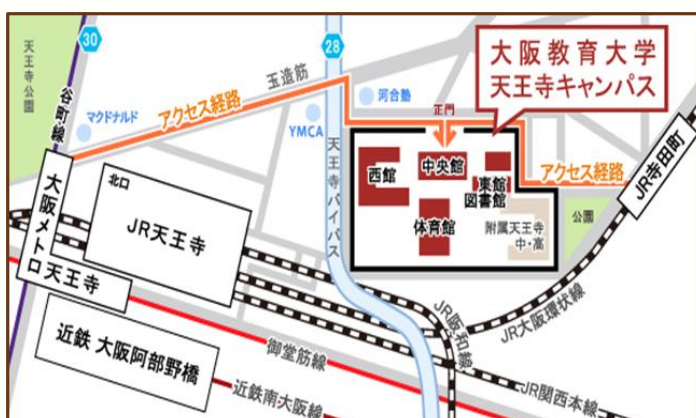 天王寺公園
30
谷町線
マクドナルド
アクセス経路
玉造筋
28
河合塾
YMCA
正門
大阪教育大学
天王寺キャンパス
西館
中央館
東館
図書館
体育館
附属天王寺
中・高
アクセス経路
公園
JR寺田町
天王寺バイパス
北口
JR天王寺
大阪メトロ
天王寺
近鉄 大阪阿部野橋
御堂筋線
近鉄南大阪線
JR阪和線
JR大阪環状線
JR関西本線